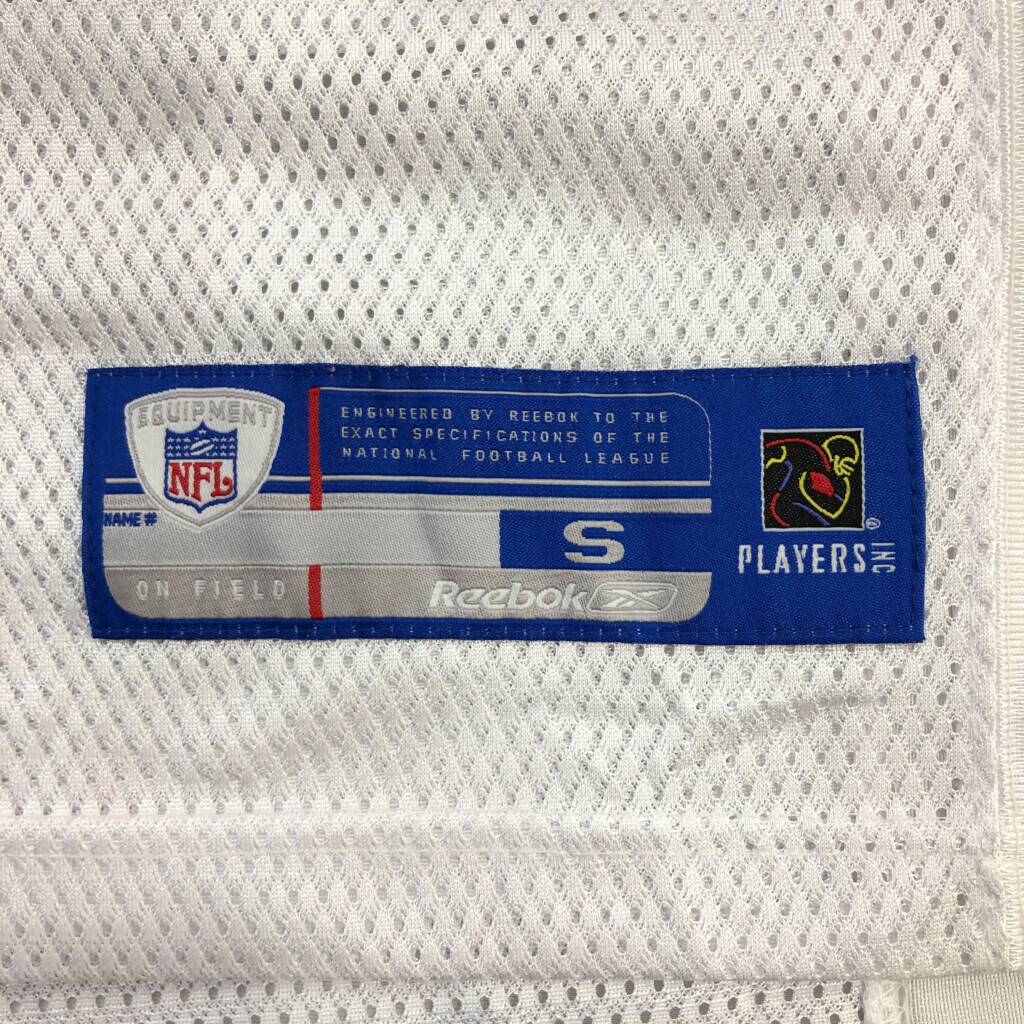 EQUIPMENT
NFL
ENGINEERED BY REEBOK TO THE
EXACT SPECIFICATIONS OF THE
NATIONAL FOOTBALL LEAGUE
NAME #
S
ON FIELD
Reebok
PLAYERS INC